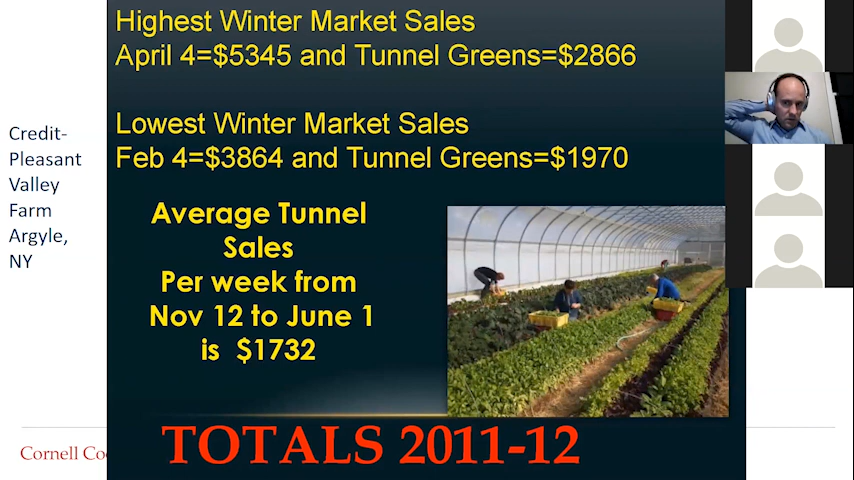 Highest Winter Market Sales
April 4=$5345 and Tunnel Greens=$2866
Lowest Winter Market Sales
Feb 4=$3864 and Tunnel Greens=$1970
Credit-
Pleasant
Valley
Farm
Argyle,
NY
Average Tunnel
Sales
Per week from
Nov 12 to June 1
is $1732
TOTALS 2011-12
Cornell